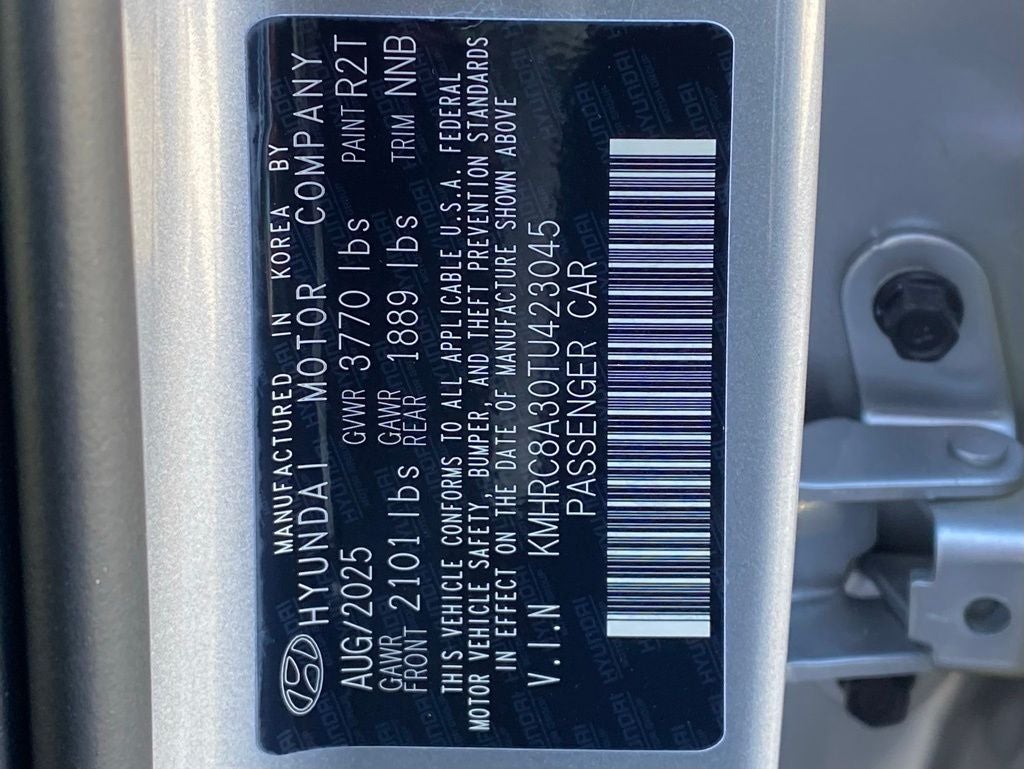 MANUFACTURED IN KOREA BY
HYUNDAI MOTOR COMPANY
AUG/2025 GVWR 3770 lbs PAINT R2T
GAWR FRONT 2101 lbs GAWR REAR 1889 lbs TRIM NNB
THIS VEHICLE CONFORMS TO ALL APPLICABLE U.S.A. FEDERAL
MOTOR VEHICLE SAFETY, BUMPER, AND THEFT PREVENTION STANDARDS
IN EFFECT ON THE DATE OF MANUFACTURE SHOWN ABOVE
V.I.N KMHRC8A30TU423045
PASSENGER CAR